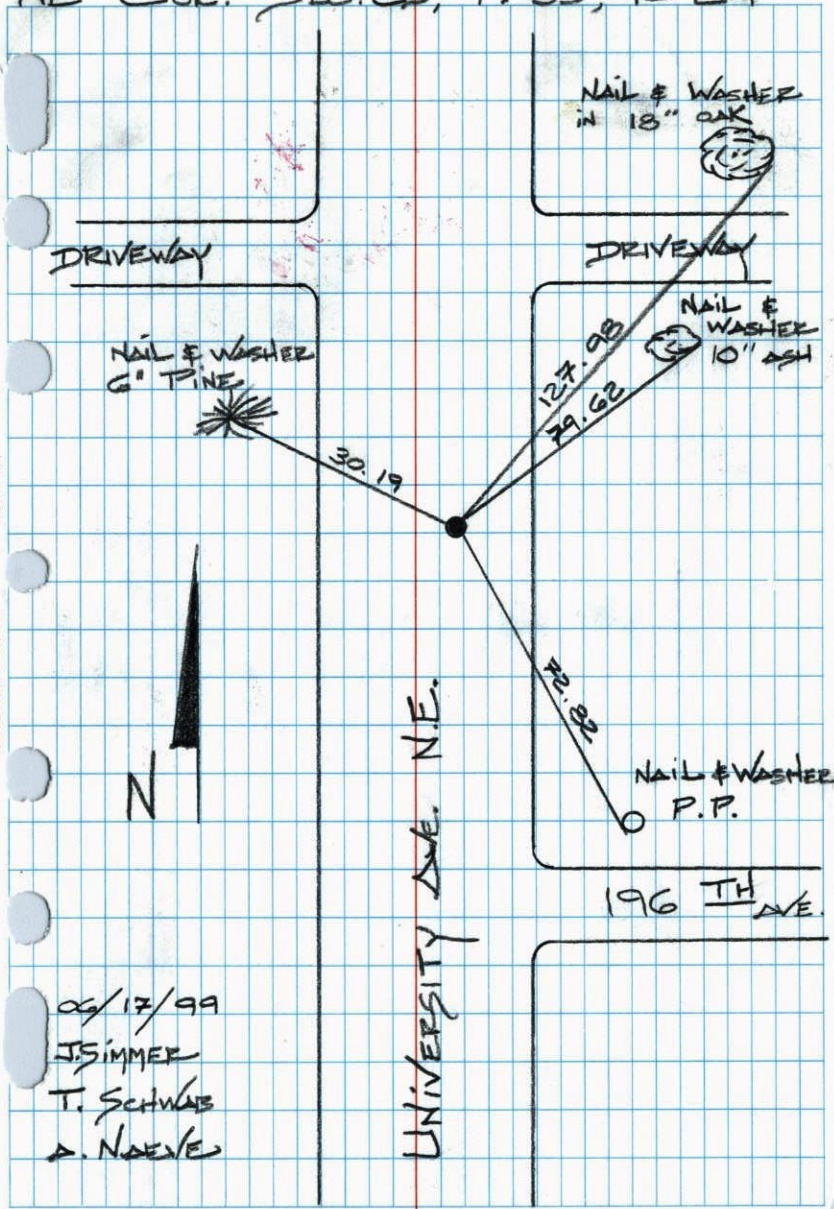 NAIL & WASHER
IN 18" OAK
DRIVEWAY
DRIVEWAY
NAIL & WASHER
6" PINE
NAIL &
WASHER
10" ASH
127.98
79.62
30.19
72.82
N
NAIL & WASHER
P.P.
196 TH AVE.
UNIVERSITY AVE. N.E.
06/17/99
J. SIMMER
T. SCHWAB
A. NAEVE